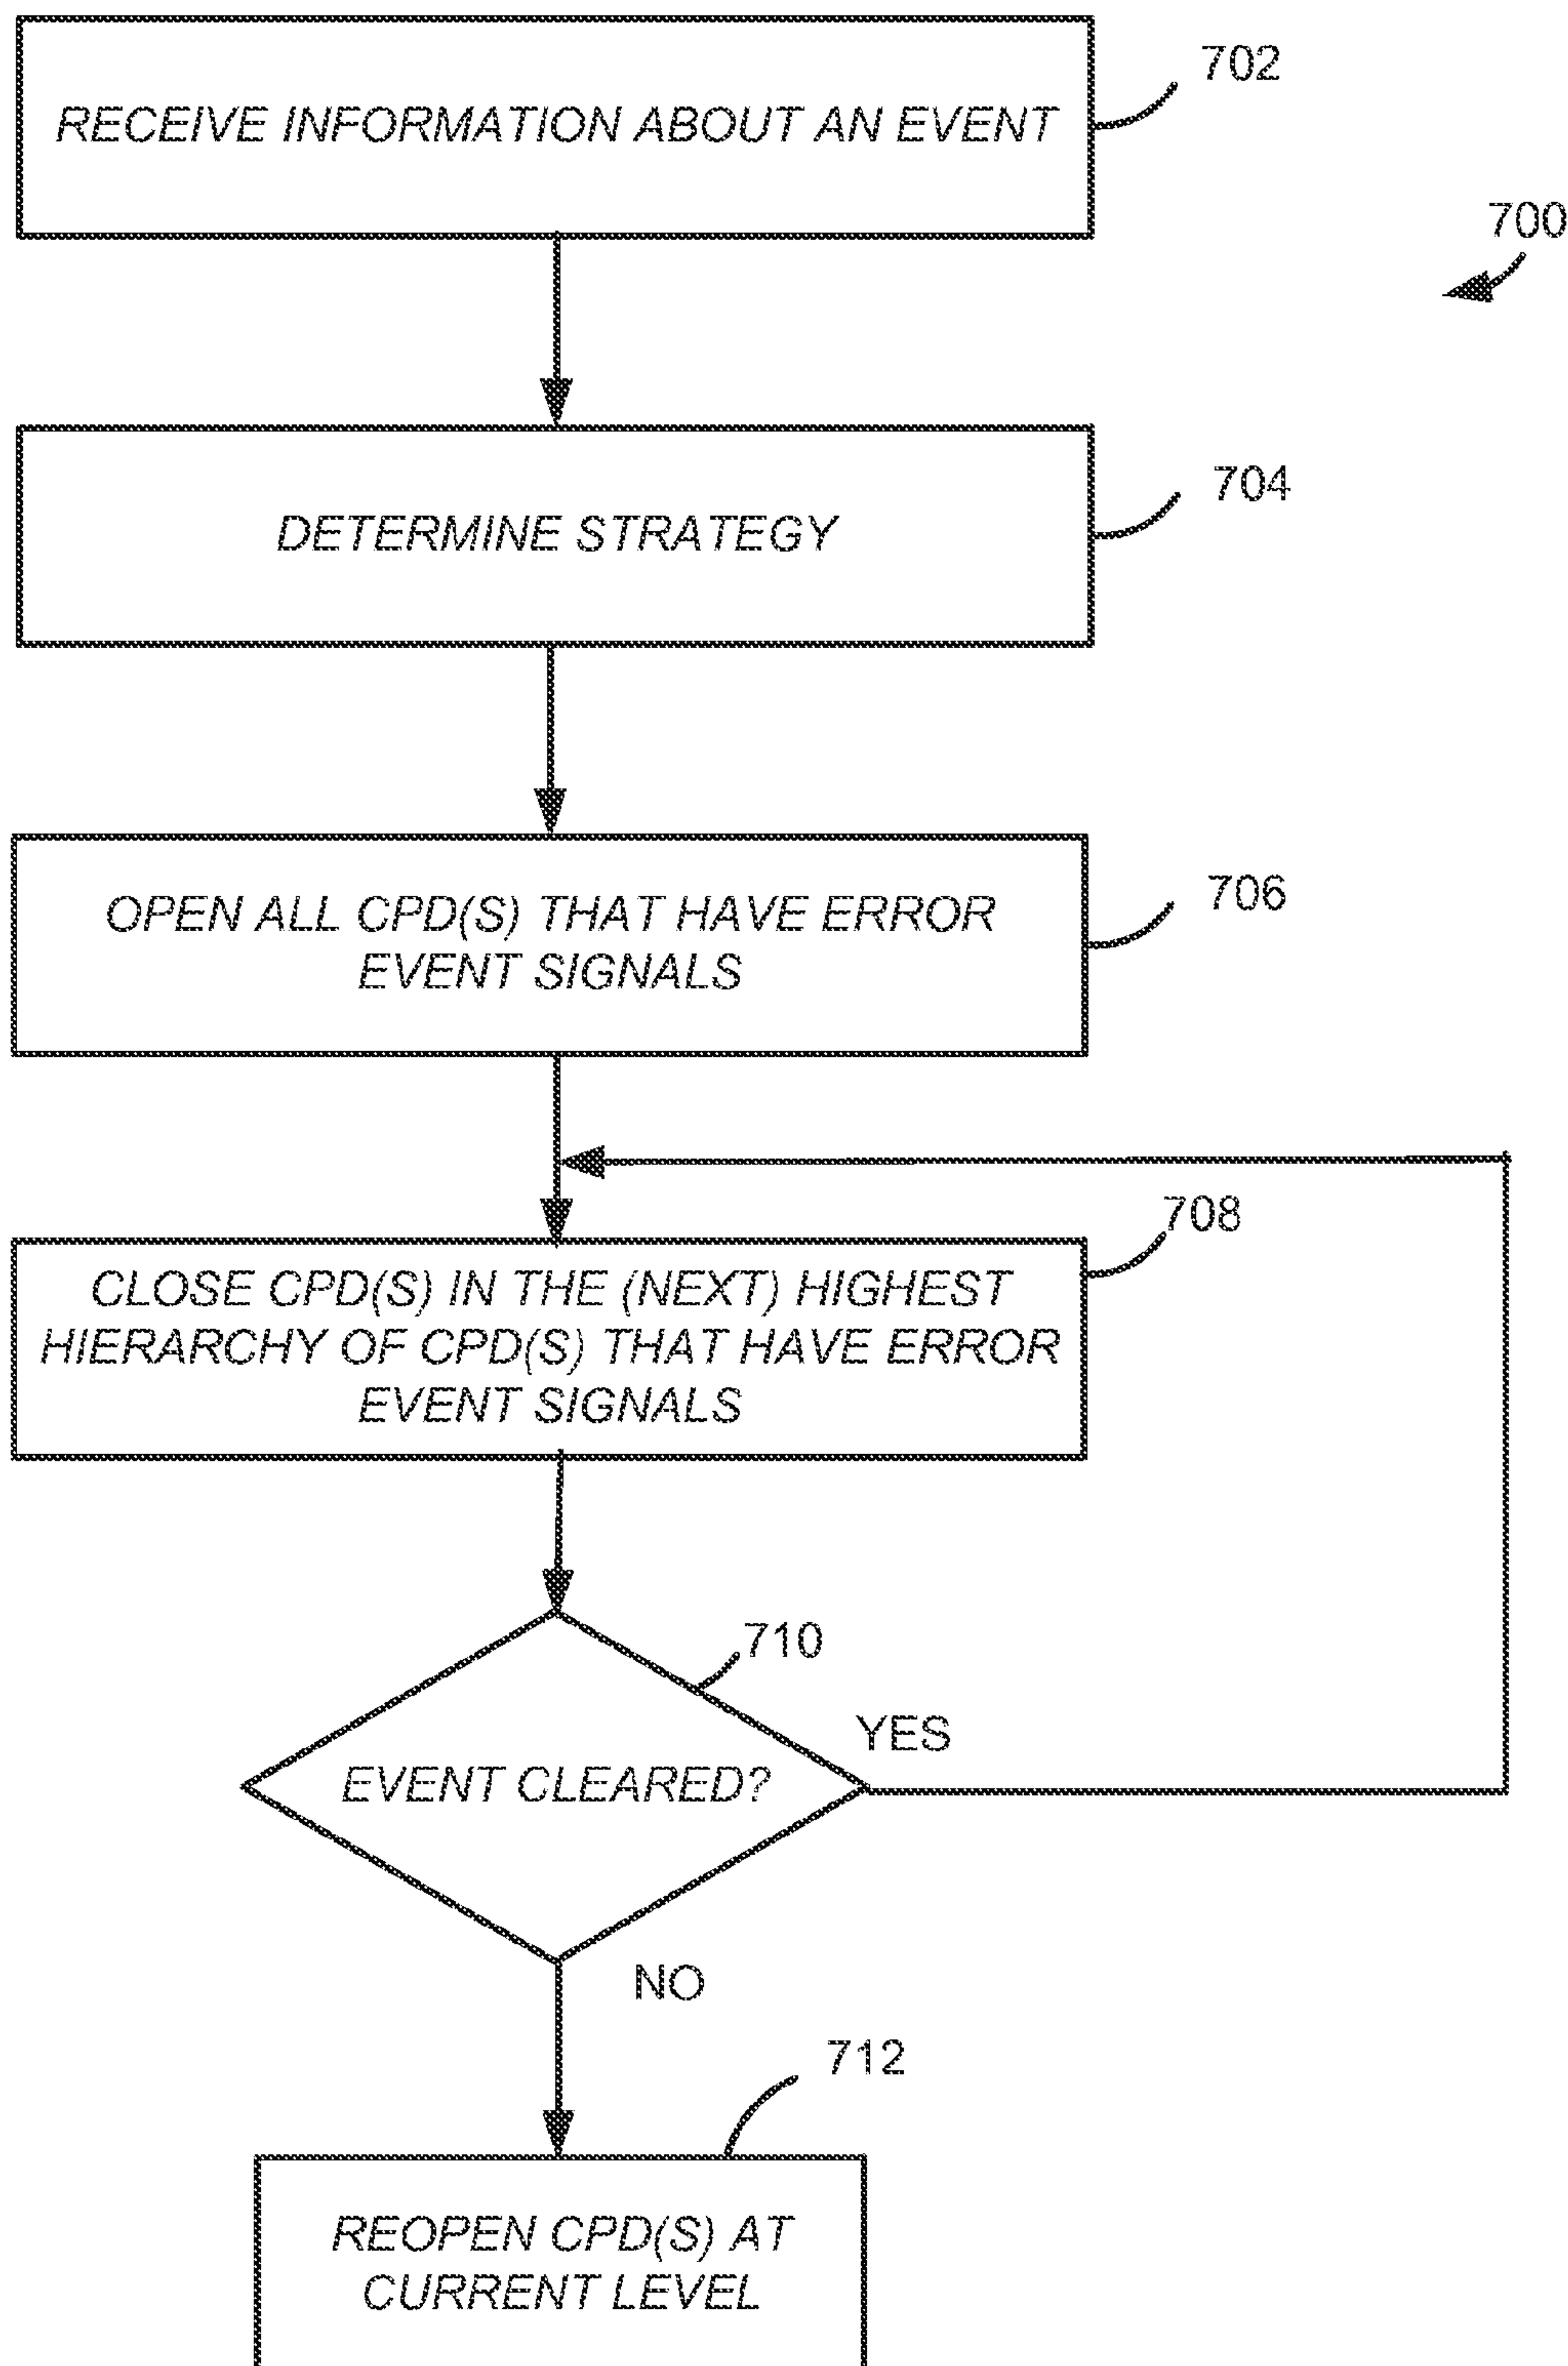 702
RECEIVE INFORMATION ABOUT AN EVENT
700
704
DETERMINE STRATEGY
706
OPEN ALL CPD(S) THAT HAVE ERROR
EVENT SIGNALS
708
CLOSE CPD(S) IN THE (NEXT) HIGHEST
HIERARCHY OF CPD(S) THAT HAVE ERROR
EVENT SIGNALS
710
YES
EVENT CLEARED?
NO
712
REOPEN CPD(S) AT
CURRENT LEVEL